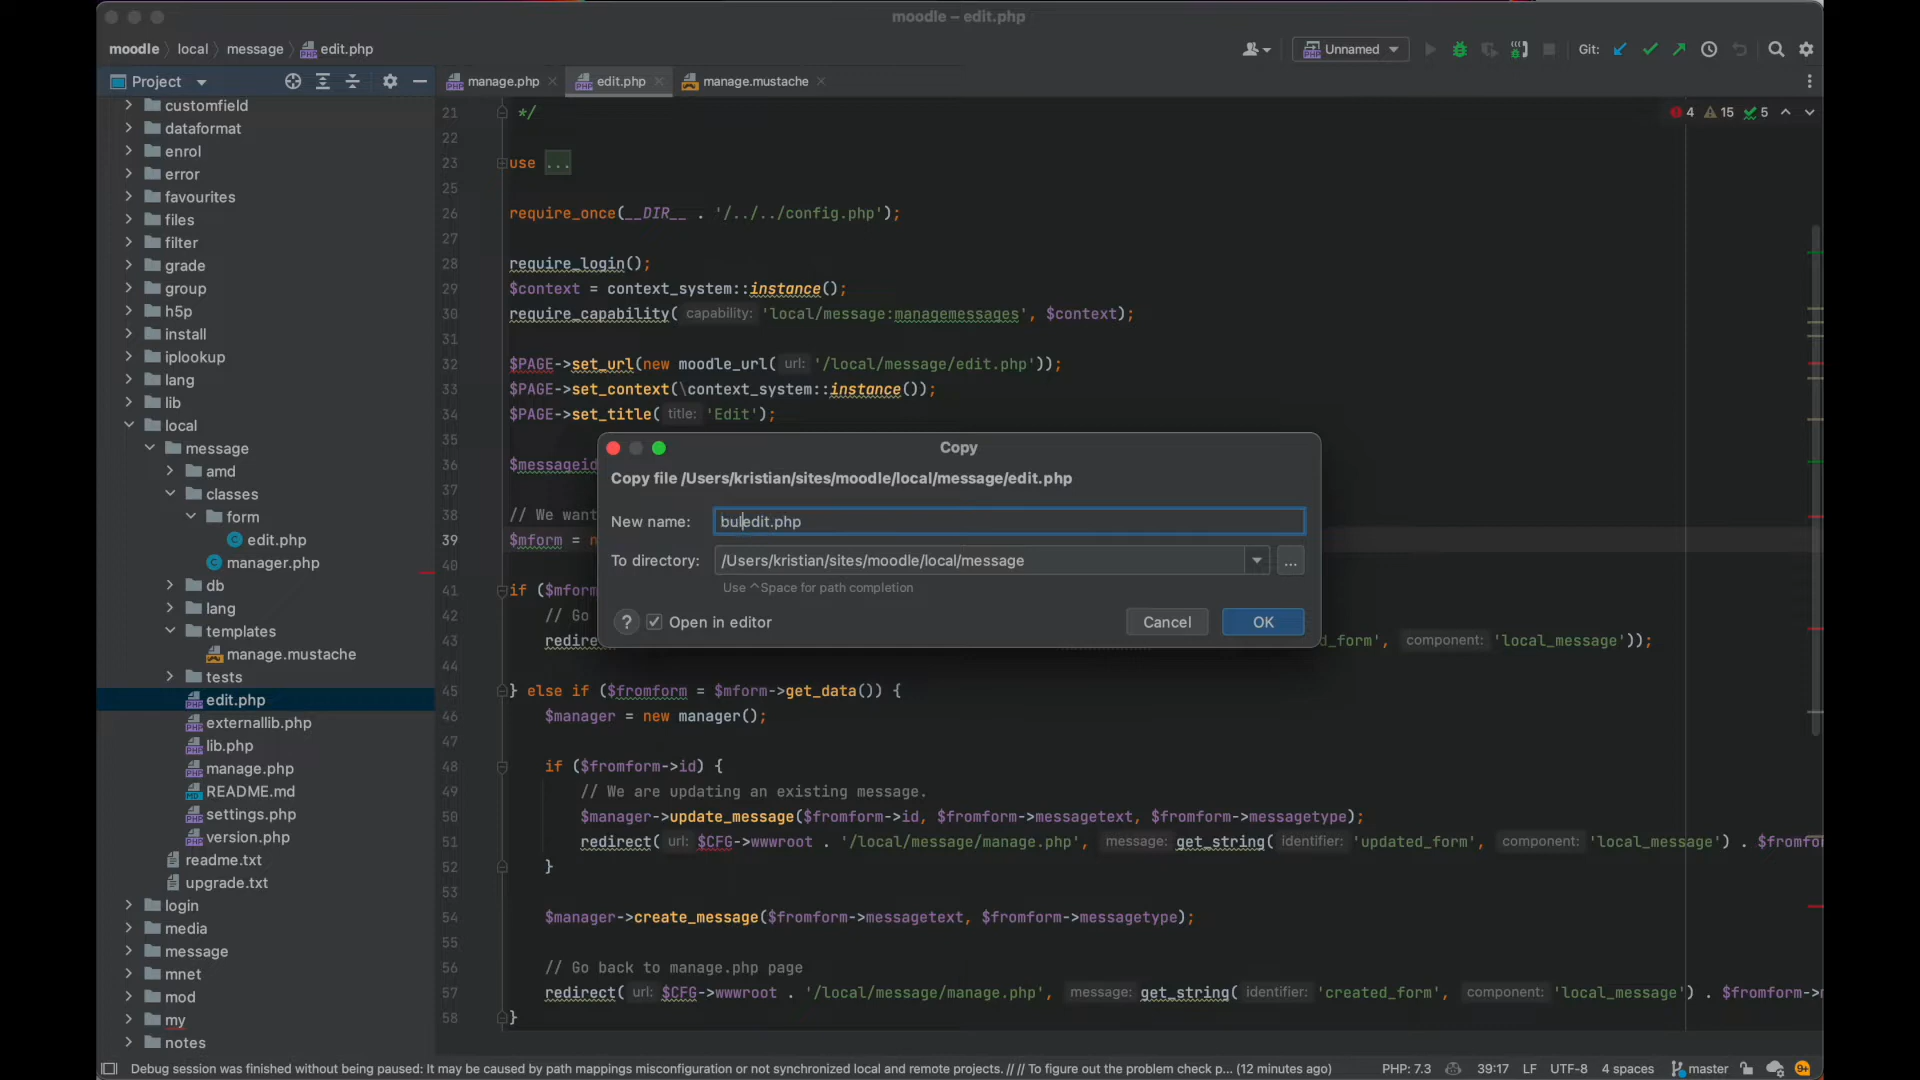 moodle – edit.php
moodle local message edit.php
Unnamed
Git:
Project
manage.php edit.php manage.mustache
4 15 5
customfield
dataformat
enrol
error
favourites
files
filter
grade
group
h5p
install
iplookup
lang
lib
local
message
amd
classes
form
edit.php
manager.php
db
lang
templates
manage.mustache
tests
edit.php
externallib.php
lib.php
manage.php
README.md
settings.php
version.php
readme.txt
upgrade.txt
login
media
message
mnet
mod
my
notes
21 */
22
23 use ...
25
26 require_once(__DIR__ . '/../../config.php');
27
28 require_login();
29 $context = context_system::instance();
30 require_capability( capability: 'local/message:managemessages', $context);
31
32 $PAGE->set_url(new moodle_url( url: '/local/message/edit.php'));
33 $PAGE->set_context(\context_system::instance());
34 $PAGE->set_title( title: 'Edit');
35
36 $messageid
37
38 // We want
39 $mform = n
40
41 if ($mform
42 // Go
43 redire d_form', component: 'local_message'));
44
45 } else if ($fromform = $mform->get_data()) {
46 $manager = new manager();
47
48 if ($fromform->id) {
49 // We are updating an existing message.
50 $manager->update_message($fromform->id, $fromform->messagetext, $fromform->messagetype);
51 redirect( url: $CFG->wwwroot . '/local/message/manage.php', message: get_string( identifier: 'updated_form', component: 'local_message') . $fromfo
52 }
53
54 $manager->create_message($fromform->messagetext, $fromform->messagetype);
55
56 // Go back to manage.php page
57 redirect( url: $CFG->wwwroot . '/local/message/manage.php', message: get_string( identifier: 'created_form', component: 'local_message') . $fromform->
58 }
Copy
Copy file /Users/kristian/sites/moodle/local/message/edit.php
New name: buledit.php
To directory: /Users/kristian/sites/moodle/local/message ...
Use ^Space for path completion
? Open in editor Cancel OK
Debug session was finished without being paused: It may be caused by path mappings misconfiguration or not synchronized local and remote projects. // // To figure out the problem check p... (12 minutes ago) PHP: 7.3 39:17 LF UTF-8 4 spaces master 9+